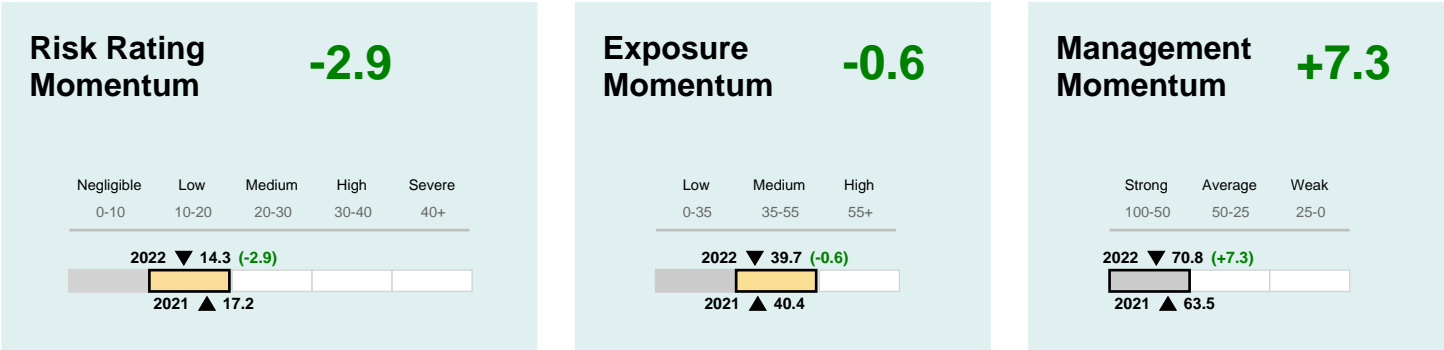 Risk Rating
Momentum
-2.9
Negligible Low Medium High Severe
0-10 10-20 20-30 30-40 40+
2022 ▼ 14.3 (-2.9)
2021 ▲ 17.2
Exposure
Momentum
-0.6
Low Medium High
0-35 35-55 55+
2022 ▼ 39.7 (-0.6)
2021 ▲ 40.4
Management
Momentum
+7.3
Strong Average Weak
100-50 50-25 25-0
2022 ▼ 70.8 (+7.3)
2021 ▲ 63.5